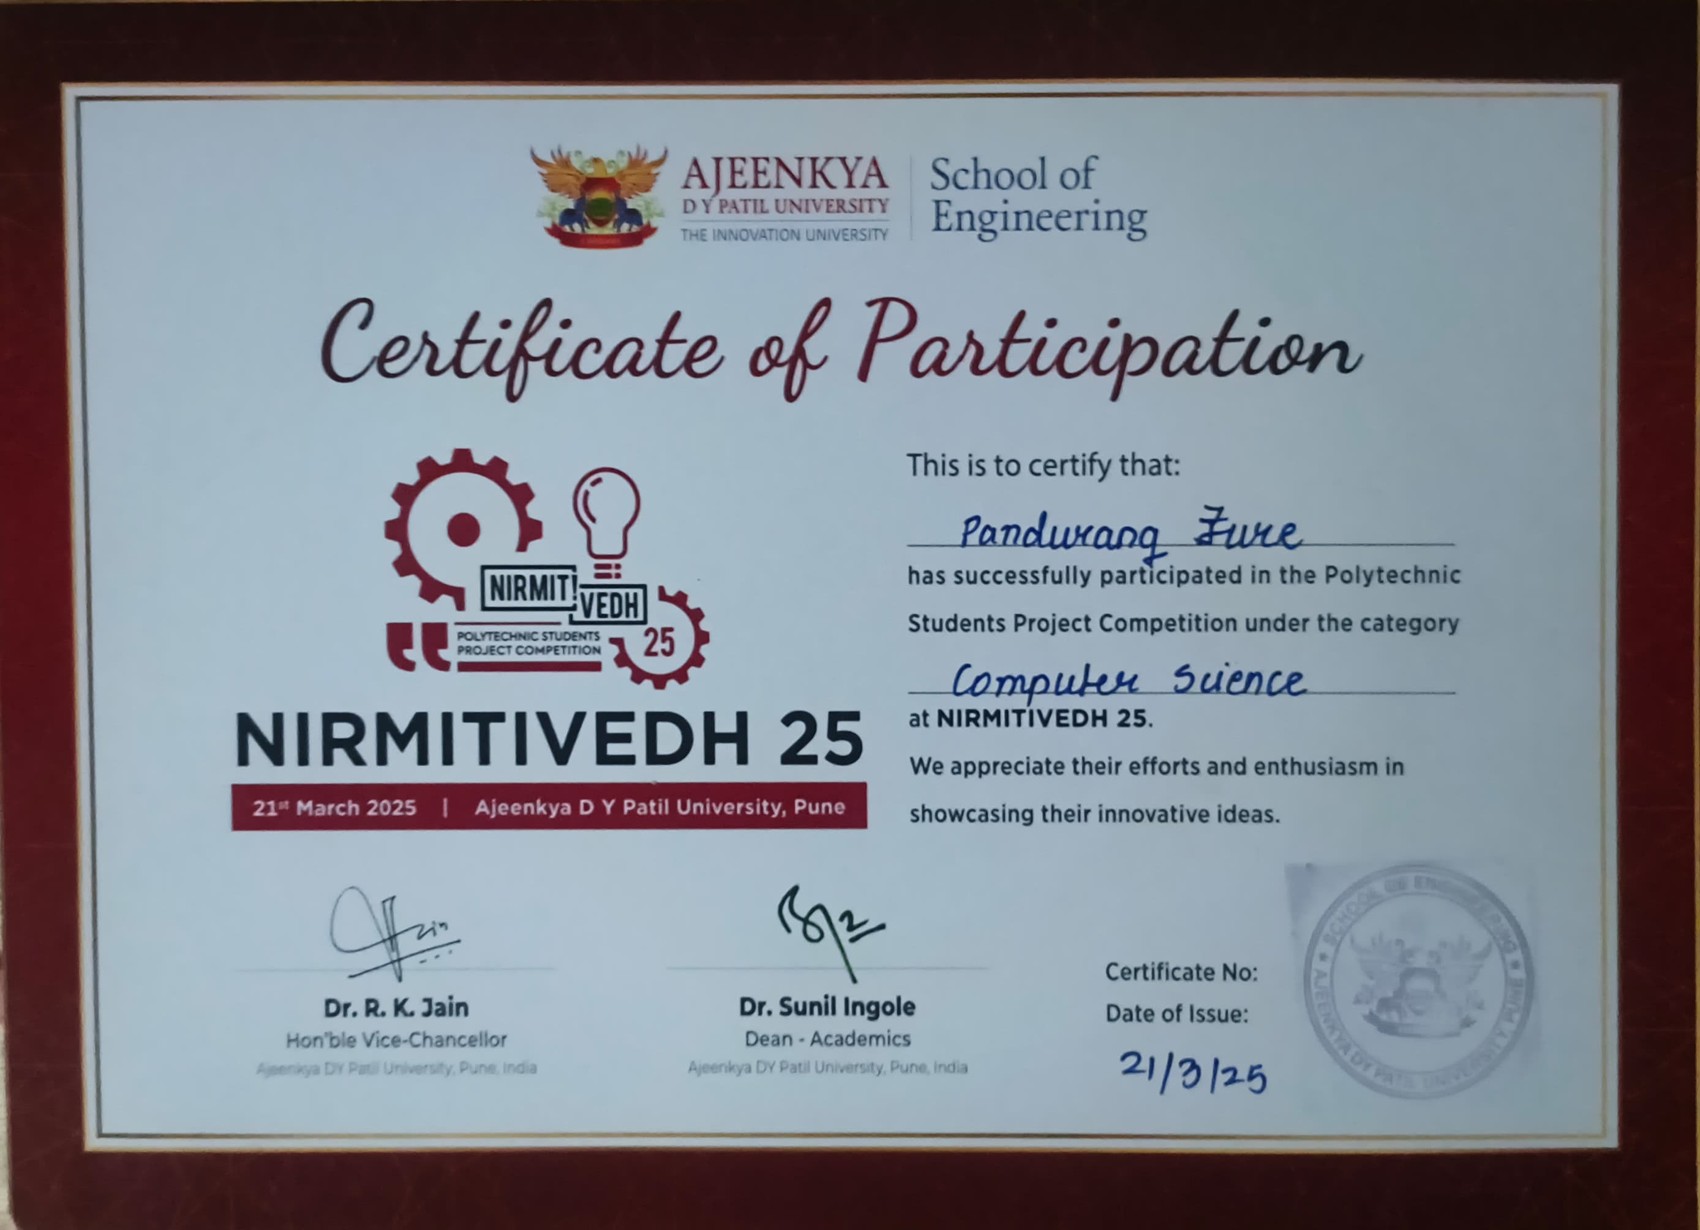 AJEENKYA
D Y PATIL UNIVERSITY
THE INNOVATION UNIVERSITY
School of
Engineering
Certificate of Participation
NIRMITI
VEDH
POLYTECHNIC STUDENTS
PROJECT COMPETITION
25
NIRMITIVEDH 25
21st March 2025 | Ajeenkya D Y Patil University, Pune
This is to certify that:
Pandurang Zure
has successfully participated in the Polytechnic
Students Project Competition under the category
Computer Science
at NIRMITIVEDH 25.
We appreciate their efforts and enthusiasm in
showcasing their innovative ideas.
Jain
Dr. R. K. Jain
Hon'ble Vice-Chancellor
Ajeenkya DY Patil University, Pune, India
Dr. Sunil Ingole
Dean - Academics
Ajeenkya DY Patil University, Pune, India
Certificate No:
Date of Issue:
21/3/25
SCHOOL OF ENGINEERING
AJEENKYA DY PATIL UNIVERSITY, PUNE